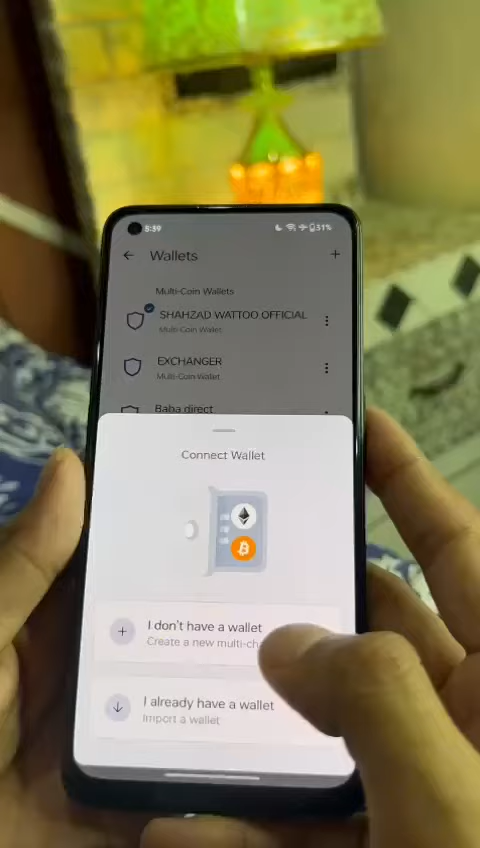 5:39
31%
Wallets
Multi-Coin Wallets
SHAHZAD WATTOO OFFICIAL
Multi-Coin Wallet
EXCHANGER
Multi-Coin Wallet
Baba direct
Connect Wallet
I don't have a wallet
Create a new multi-
I already have a wallet
Import a wallet